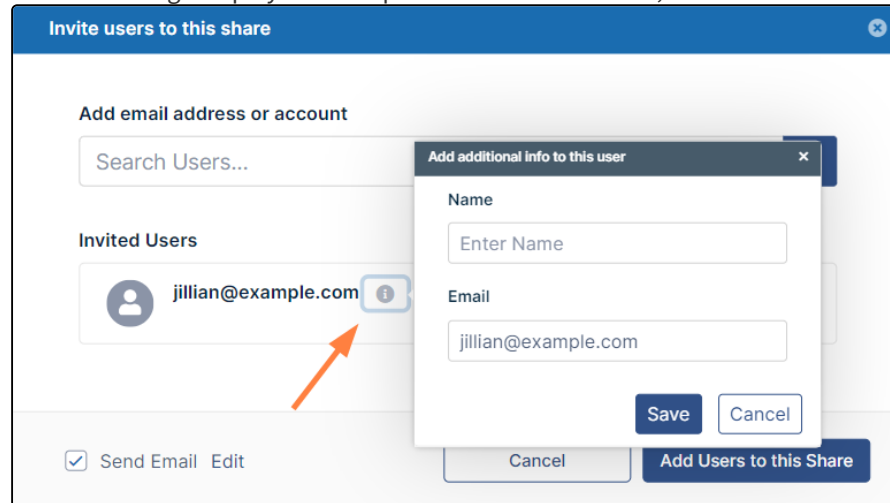 Invite users to this share
Add email address or account
Search Users...
Add additional info to this user
Name
Enter Name
Invited Users
jillian@example.com
Email
jillian@example.com
Save Cancel
Send Email Edit
Cancel
Add Users to this Share